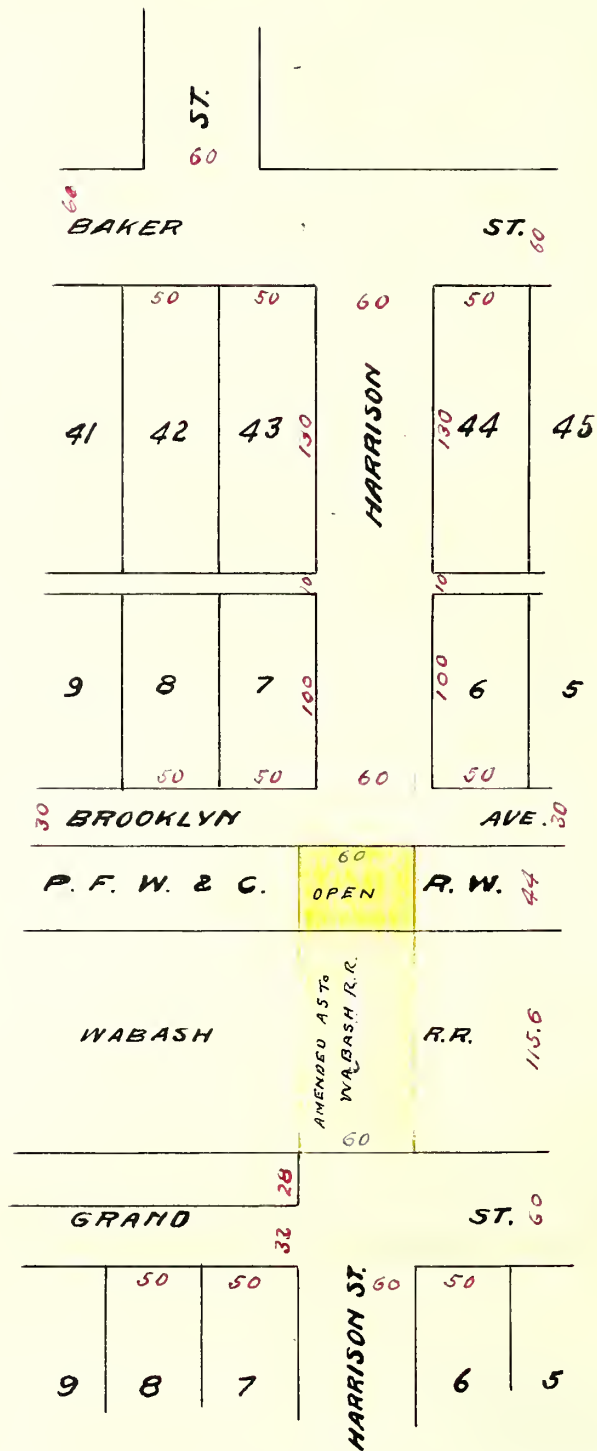 ST.
60
60
BAKER ST. 60
50 50 60 50
HARRISON
41 42 43 130 130 44 45
10 10
9 8 7 100 100 6 5
50 50 60 50
30 BROOKLYN AVE. 30
60
P. F. W. & C. OPEN R. W. 44
AMENDED AS TO
WABASH R.R.
WABASH R.R. 115.6
60
28
GRAND ST. 60
32
50 50 60 50
HARRISON ST.
9 8 7 6 5